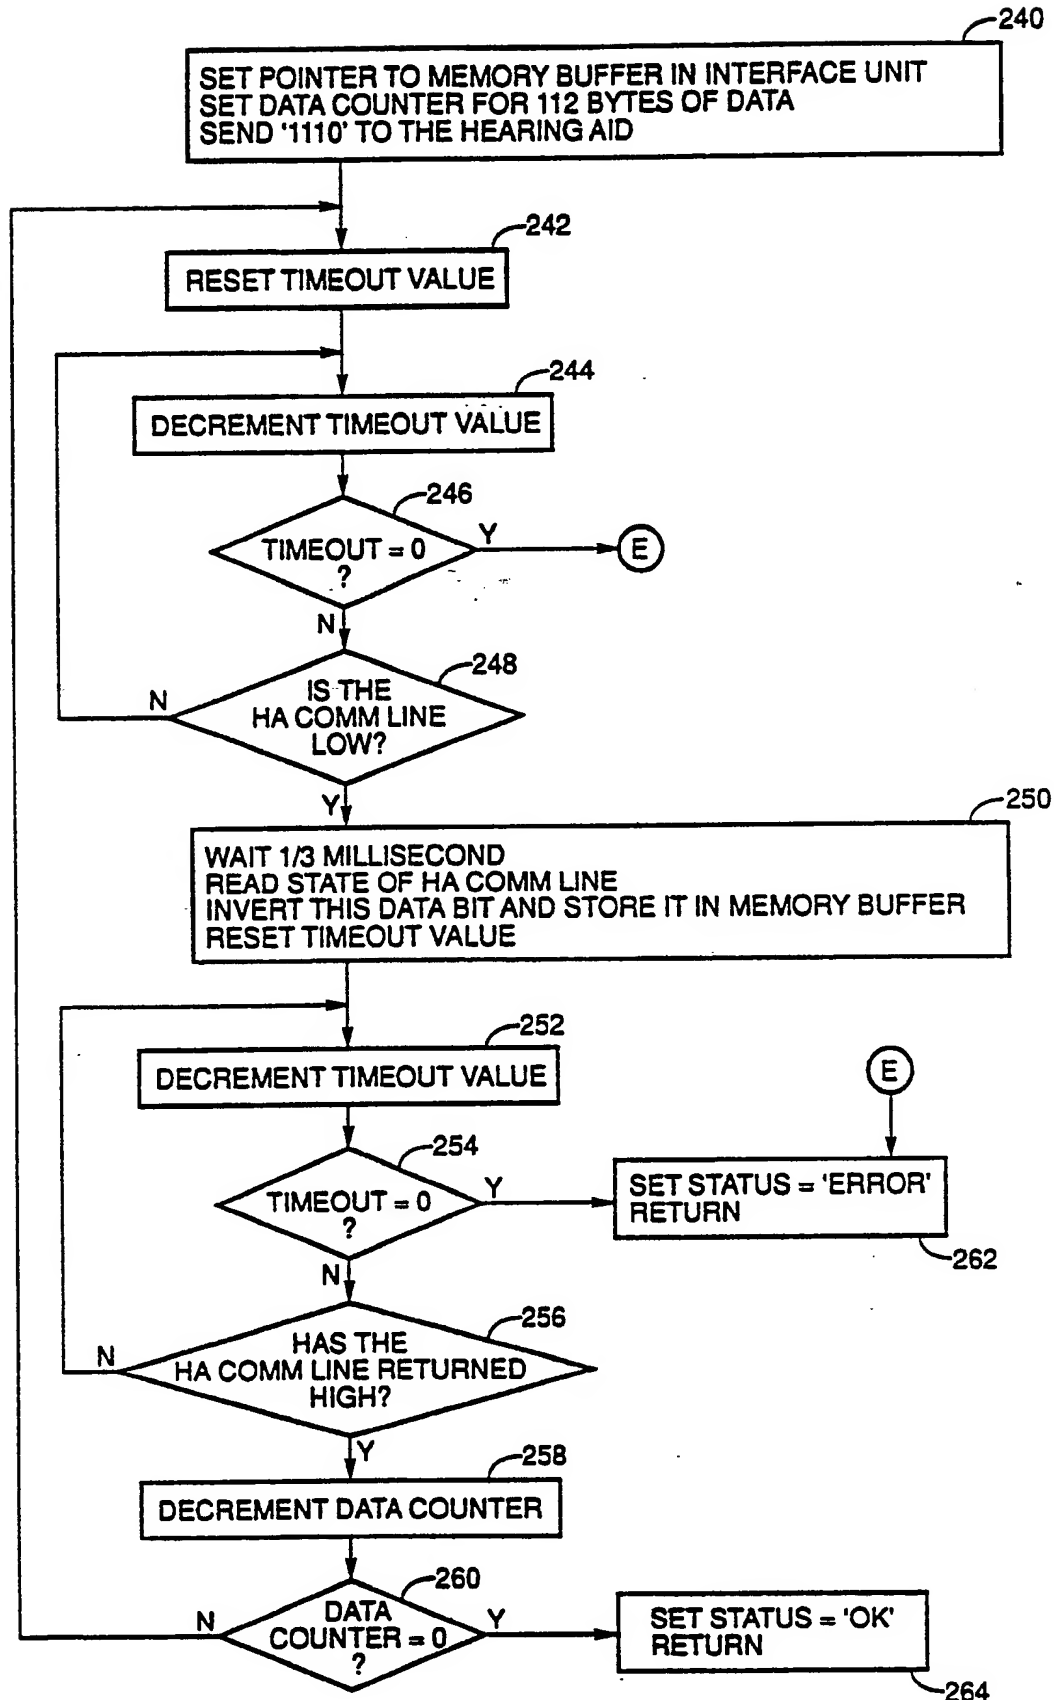 240
SET POINTER TO MEMORY BUFFER IN INTERFACE UNIT
SET DATA COUNTER FOR 112 BYTES OF DATA
SEND '1110' TO THE HEARING AID
242
RESET TIMEOUT VALUE
244
DECREMENT TIMEOUT VALUE
246
TIMEOUT = 0
?
Y
E
N
248
IS THE
HA COMM LINE
LOW?
N
Y
250
WAIT 1/3 MILLISECOND
READ STATE OF HA COMM LINE
INVERT THIS DATA BIT AND STORE IT IN MEMORY BUFFER
RESET TIMEOUT VALUE
252
DECREMENT TIMEOUT VALUE
E
254
TIMEOUT = 0
?
Y
SET STATUS = 'ERROR'
RETURN
262
N
256
HAS THE
HA COMM LINE RETURNED
HIGH?
N
Y
258
DECREMENT DATA COUNTER
260
DATA
COUNTER = 0
?
N
Y
SET STATUS = 'OK'
RETURN
264